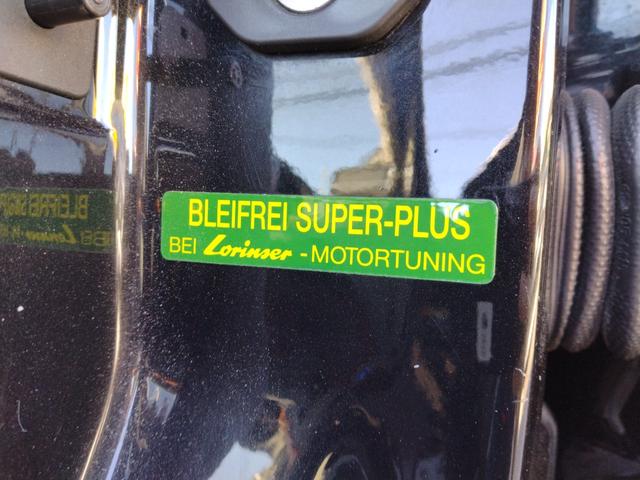 BLEIFREI SUPER-PLUS
BEI Lorinser - MOTORTUNING